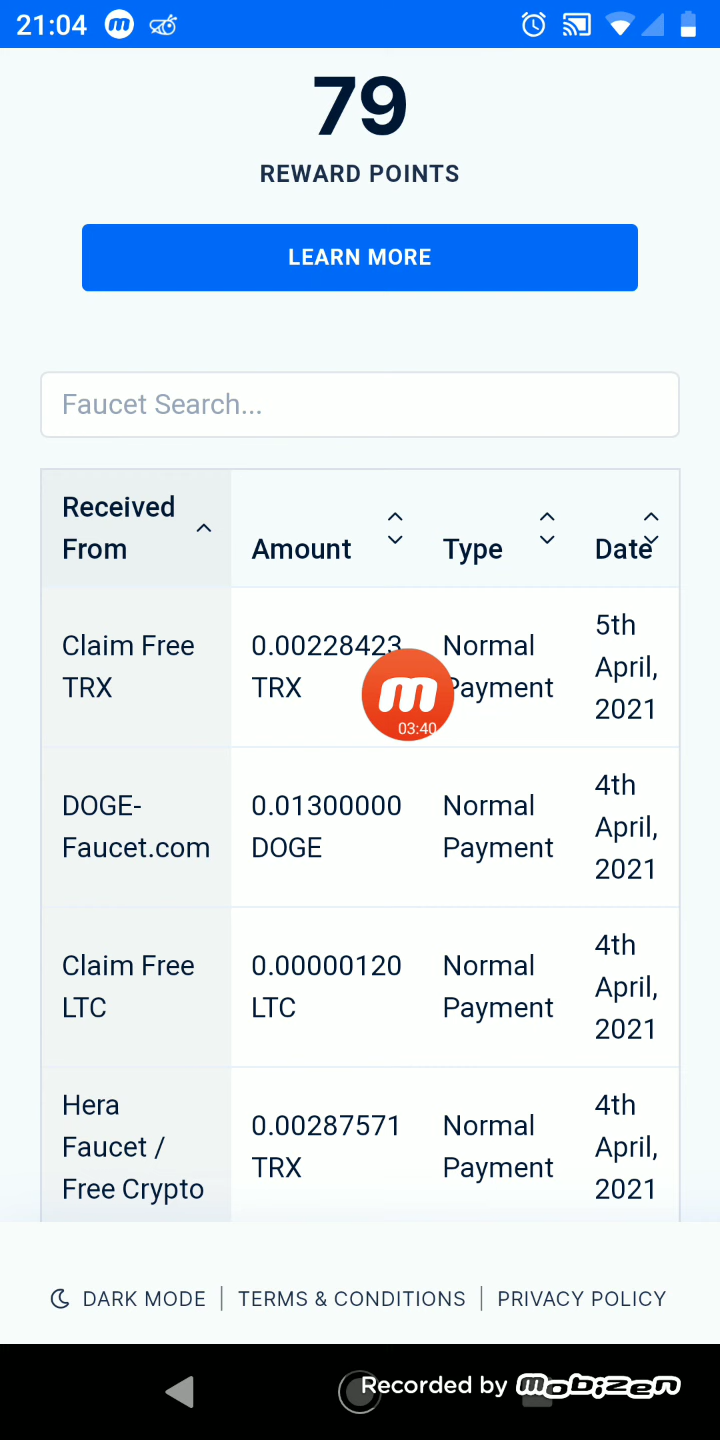 21:04
79
REWARD POINTS
LEARN MORE
Faucet Search...
Received From
Amount
Type
Date
Claim Free TRX
0.00228423 TRX
Normal Payment
5th April, 2021
m
03:40
DOGE-Faucet.com
0.01300000 DOGE
Normal Payment
4th April, 2021
Claim Free LTC
0.00000120 LTC
Normal Payment
4th April, 2021
Hera Faucet / Free Crypto
0.00287571 TRX
Normal Payment
4th April, 2021
DARK MODE | TERMS & CONDITIONS | PRIVACY POLICY
Recorded by mobizen